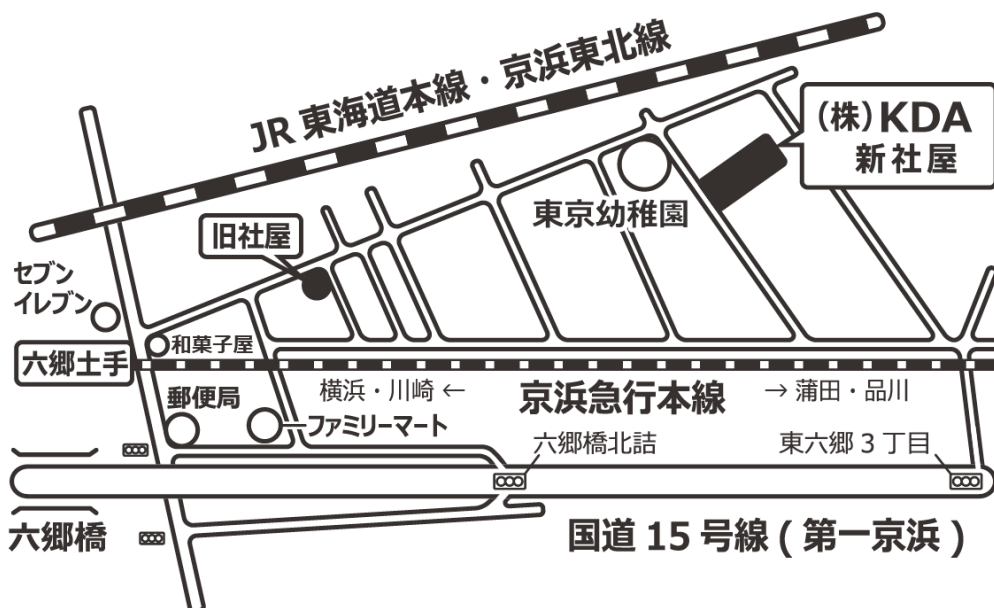 JR 東海道本線・京浜東北線
(株)KDA
新社屋
東京幼稚園
旧社屋
セブン
イレブン
和菓子屋
六郷土手
横浜・川崎 ←
京浜急行本線
→ 蒲田・品川
郵便局
ファミリーマート
六郷橋北詰
東六郷3丁目
六郷橋
国道 15 号線 ( 第一京浜 )